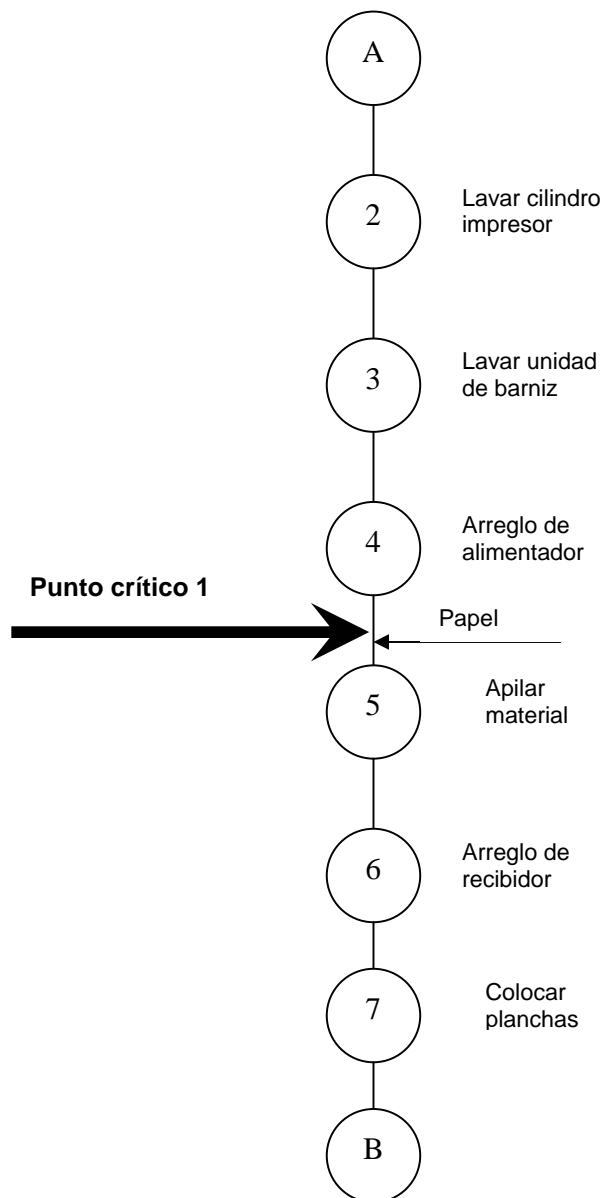 A
2
Lavar cilindro
impresor
3
Lavar unidad
de barniz
4
Arreglo de
alimentador
Punto crítico 1
Papel
5
Apilar
material
6
Arreglo de
recibidor
7
Colocar
planchas
B